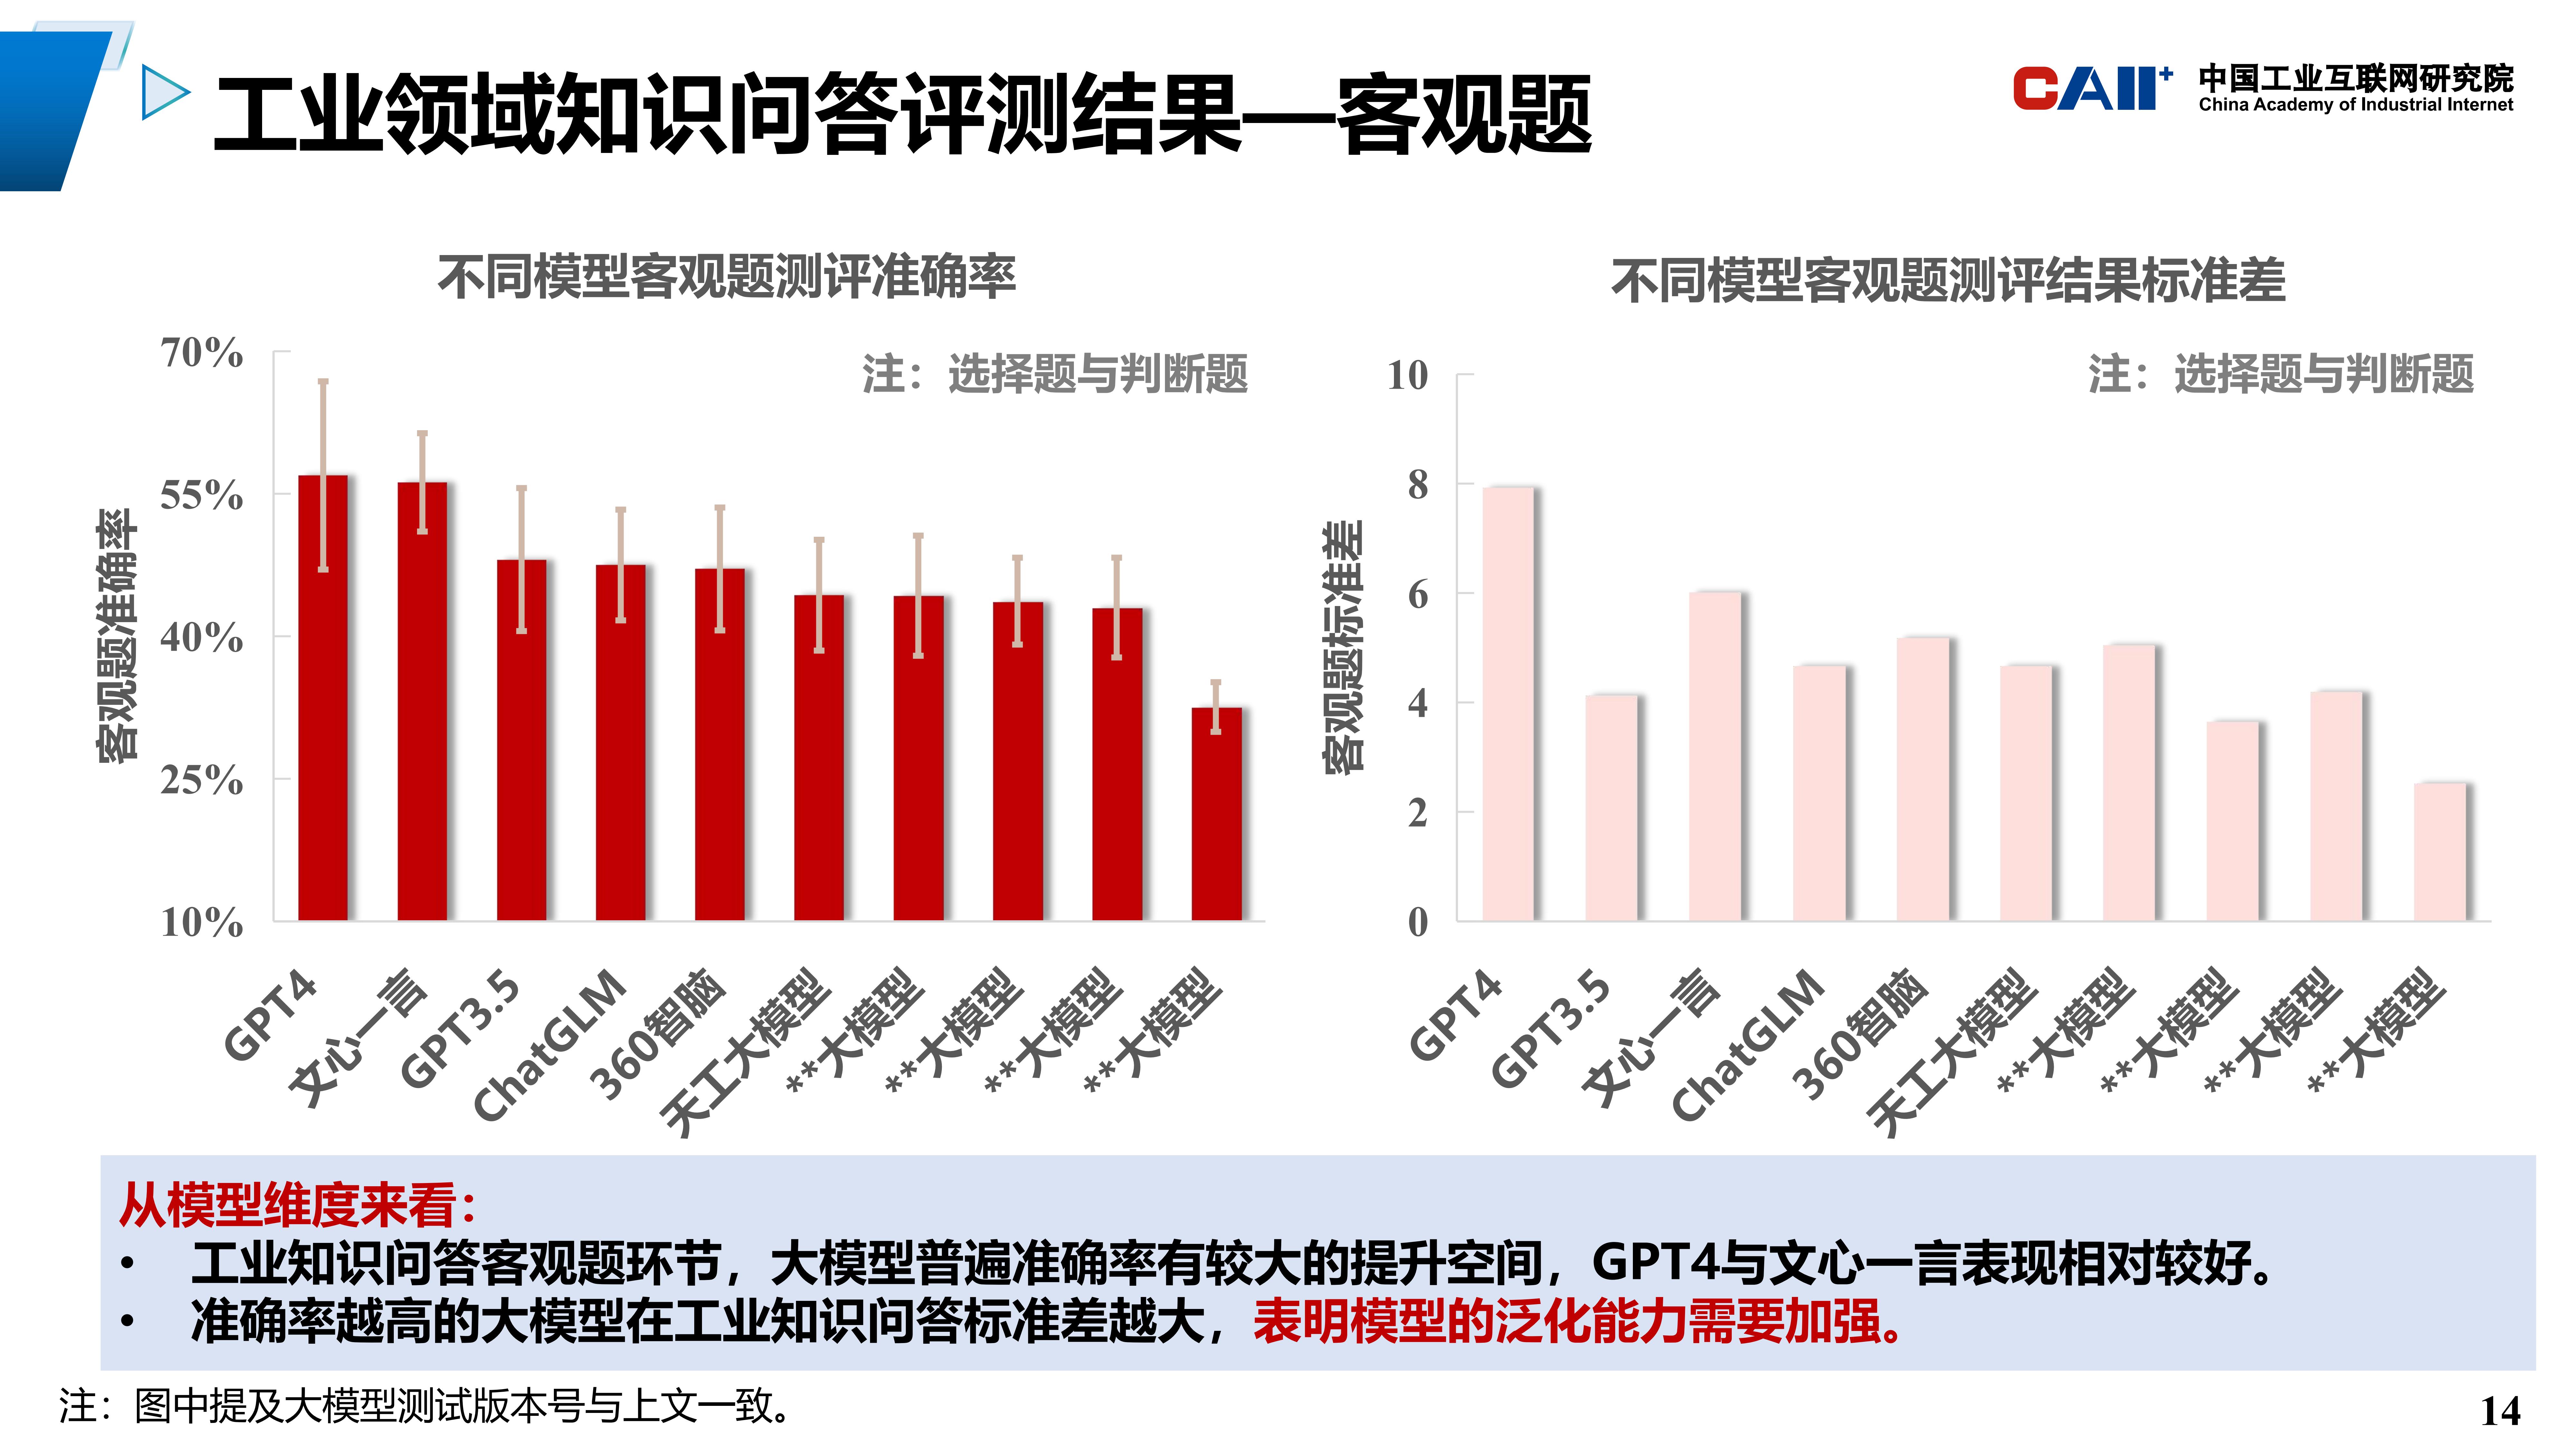 工业领域知识问答评测结果—客观题
CAII+
中国工业互联网研究院
China Academy of Industrial Internet
不同模型客观题测评准确率
注：选择题与判断题
客观题准确率
70%
55%
40%
25%
10%
GPT4
文心一言
GPT3.5
ChatGLM
360智脑
天工大模型
**大模型
**大模型
**大模型
**大模型
不同模型客观题测评结果标准差
注：选择题与判断题
客观题标准差
10
8
6
4
2
0
GPT4
GPT3.5
文心一言
ChatGLM
360智脑
天工大模型
**大模型
**大模型
**大模型
**大模型
从模型维度来看：
• 工业知识问答客观题环节，大模型普遍准确率有较大的提升空间，GPT4与文心一言表现相对较好。
• 准确率越高的大模型在工业知识问答标准差越大，表明模型的泛化能力需要加强。
注：图中提及大模型测试版本号与上文一致。
14